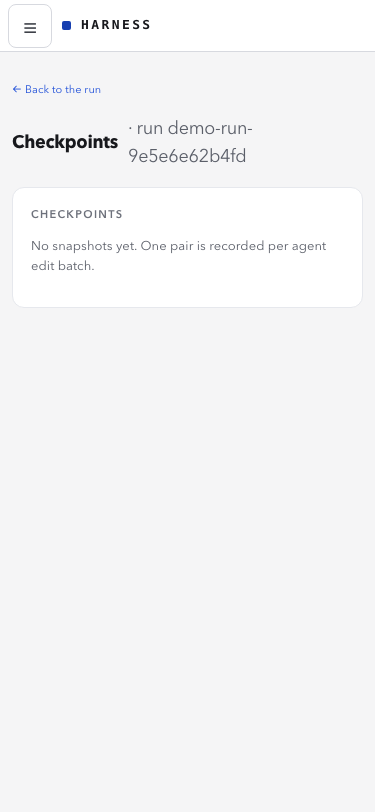 HARNESS
← Back to the run
Checkpoints · run demo-run-
9e5e6e62b4fd
CHECKPOINTS
No snapshots yet. One pair is recorded per agent
edit batch.